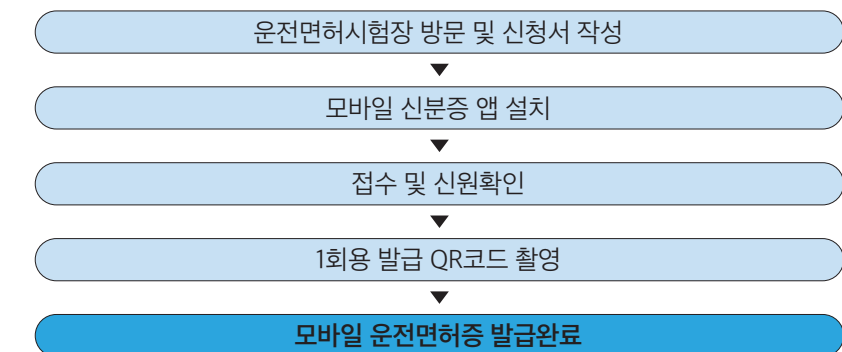 운전면허시험장 방문 및 신청서 작성
모바일 신분증 앱 설치
접수 및 신원확인
1회용 발급 QR코드 촬영
모바일 운전면허증 발급완료